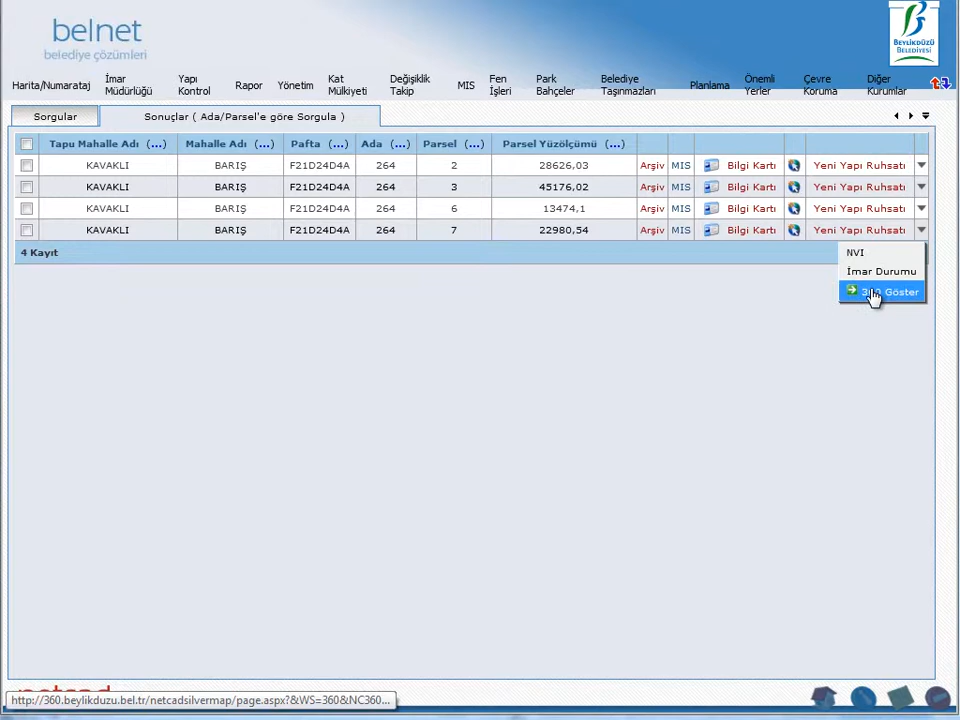 belnet
belediye çözümleri
BEYLİKDÜZÜ
BELEDİYESİ
Harita/Numarataj İmar Müdürlüğü Yapı Kontrol Rapor Yönetim Kat Mülkiyeti Değişiklik Takip MIS Fen İşleri Park Bahçeler Belediye Taşınmazları Planlama Önemli Yerler Çevre Koruma Diğer Kurumlar
Sorgular Sonuçlar ( Ada/Parsel'e göre Sorgula )
Tapu Mahalle Adı (...) Mahalle Adı (...) Pafta (...) Ada (...) Parsel (...) Parsel Yüzölçümü (...)
KAVAKLI BARIŞ F21D24D4A 264 2 28626,03 Arşiv MIS Bilgi Kartı Yeni Yapı Ruhsatı
KAVAKLI BARIŞ F21D24D4A 264 3 45176,02 Arşiv MIS Bilgi Kartı Yeni Yapı Ruhsatı
KAVAKLI BARIŞ F21D24D4A 264 6 13474,1 Arşiv MIS Bilgi Kartı Yeni Yapı Ruhsatı
KAVAKLI BARIŞ F21D24D4A 264 7 22980,54 Arşiv MIS Bilgi Kartı Yeni Yapı Ruhsatı
4 Kayıt
NVI
İmar Durumu
Göster
http://360.beylikduzu.bel.tr/netcadsilvermap/page.aspx?&WS=360&NC360...